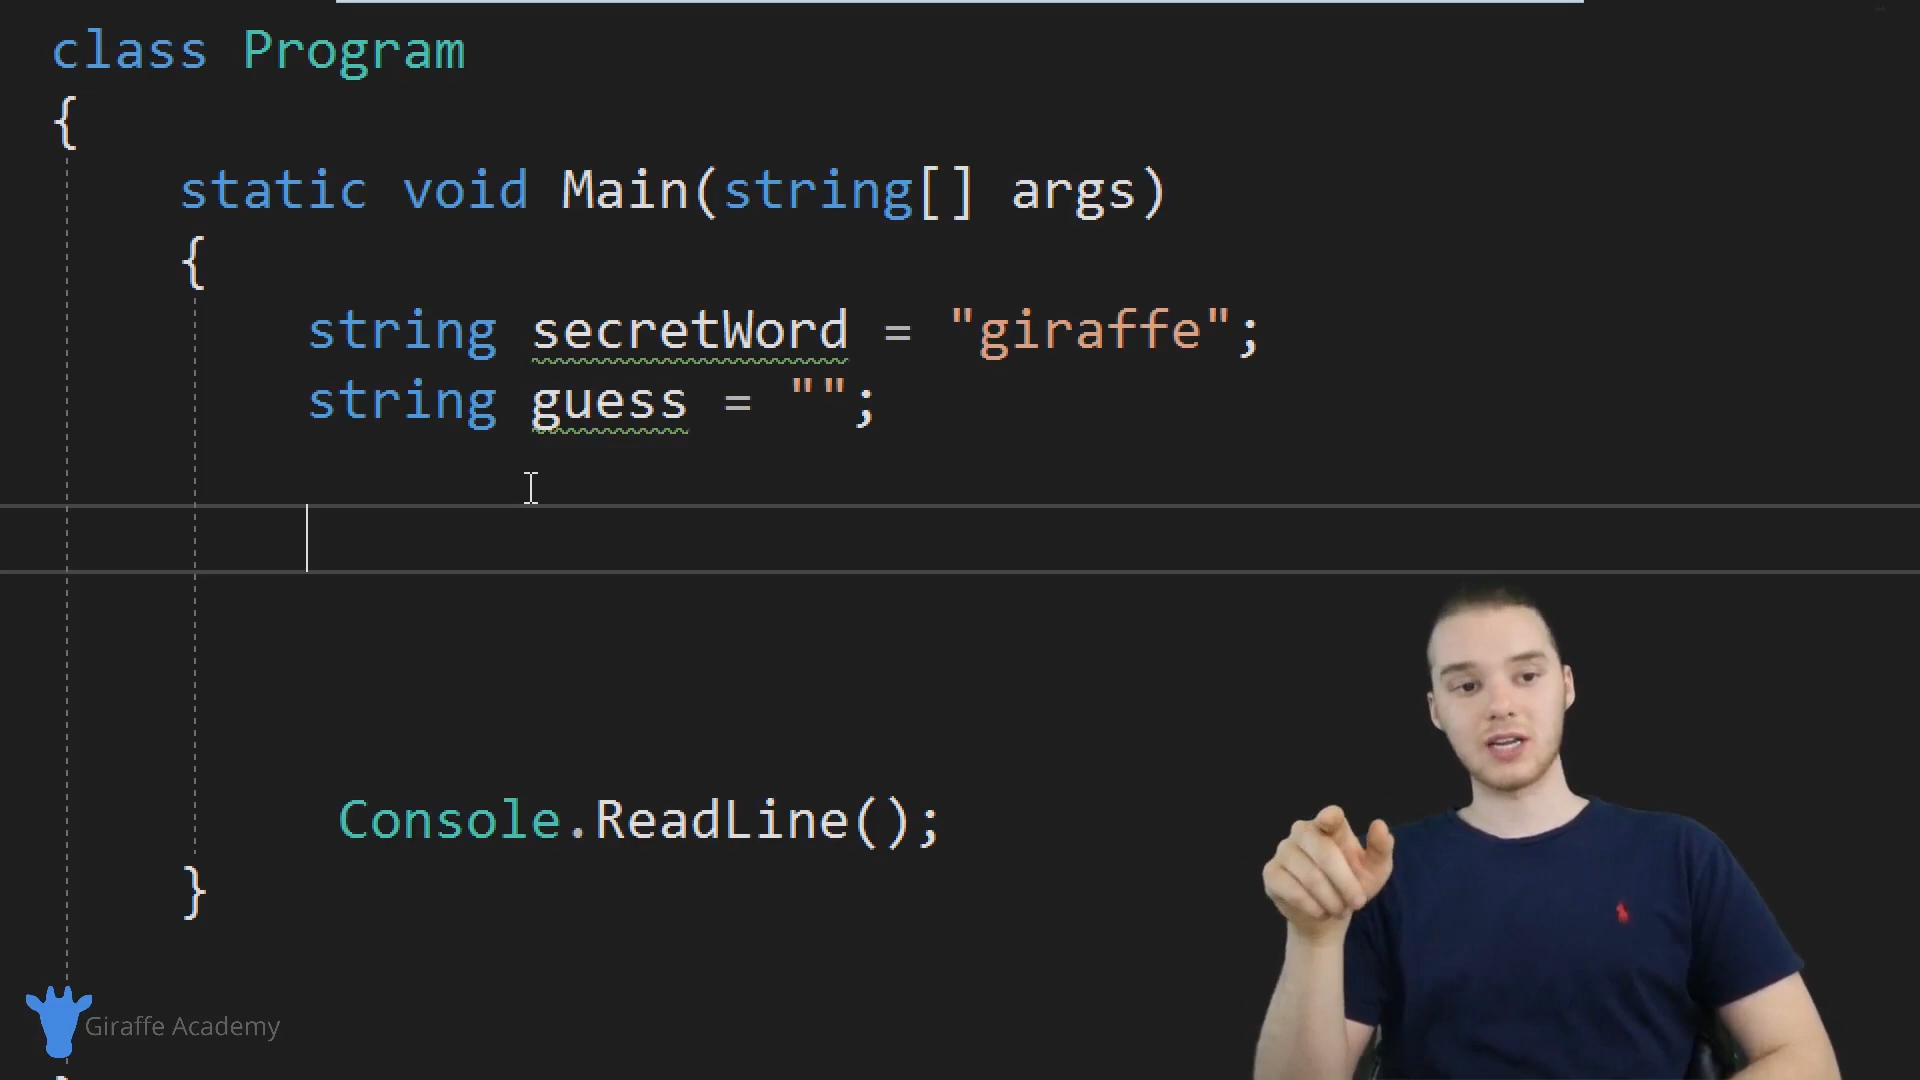 class Program
{
static void Main(string[] args)
{
string secretWord = "giraffe";
string guess = "";
Console.ReadLine();
}
Giraffe Academy